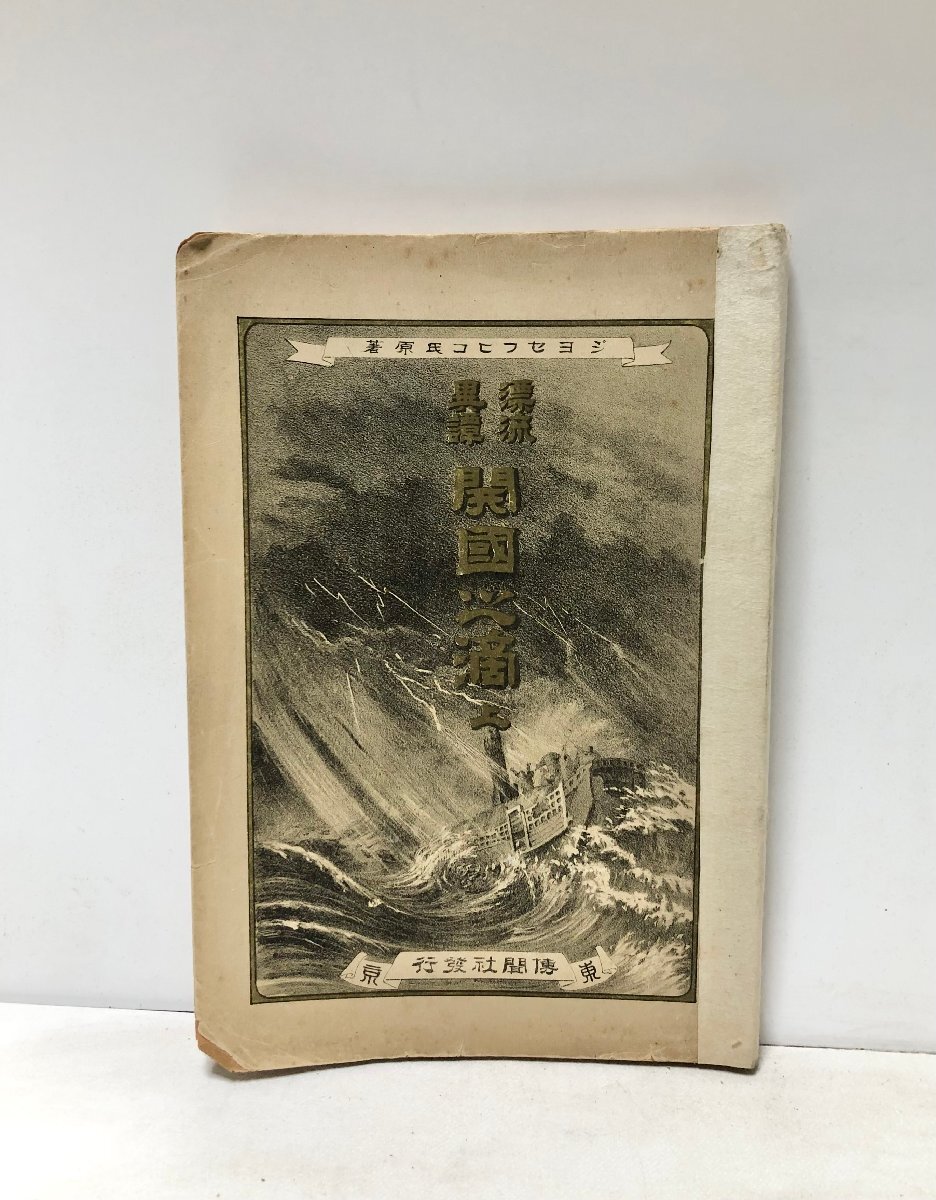 ジヨセフヒコ氏原著
漂流
異譚
開國之滴 上
東京
傳聞社發行